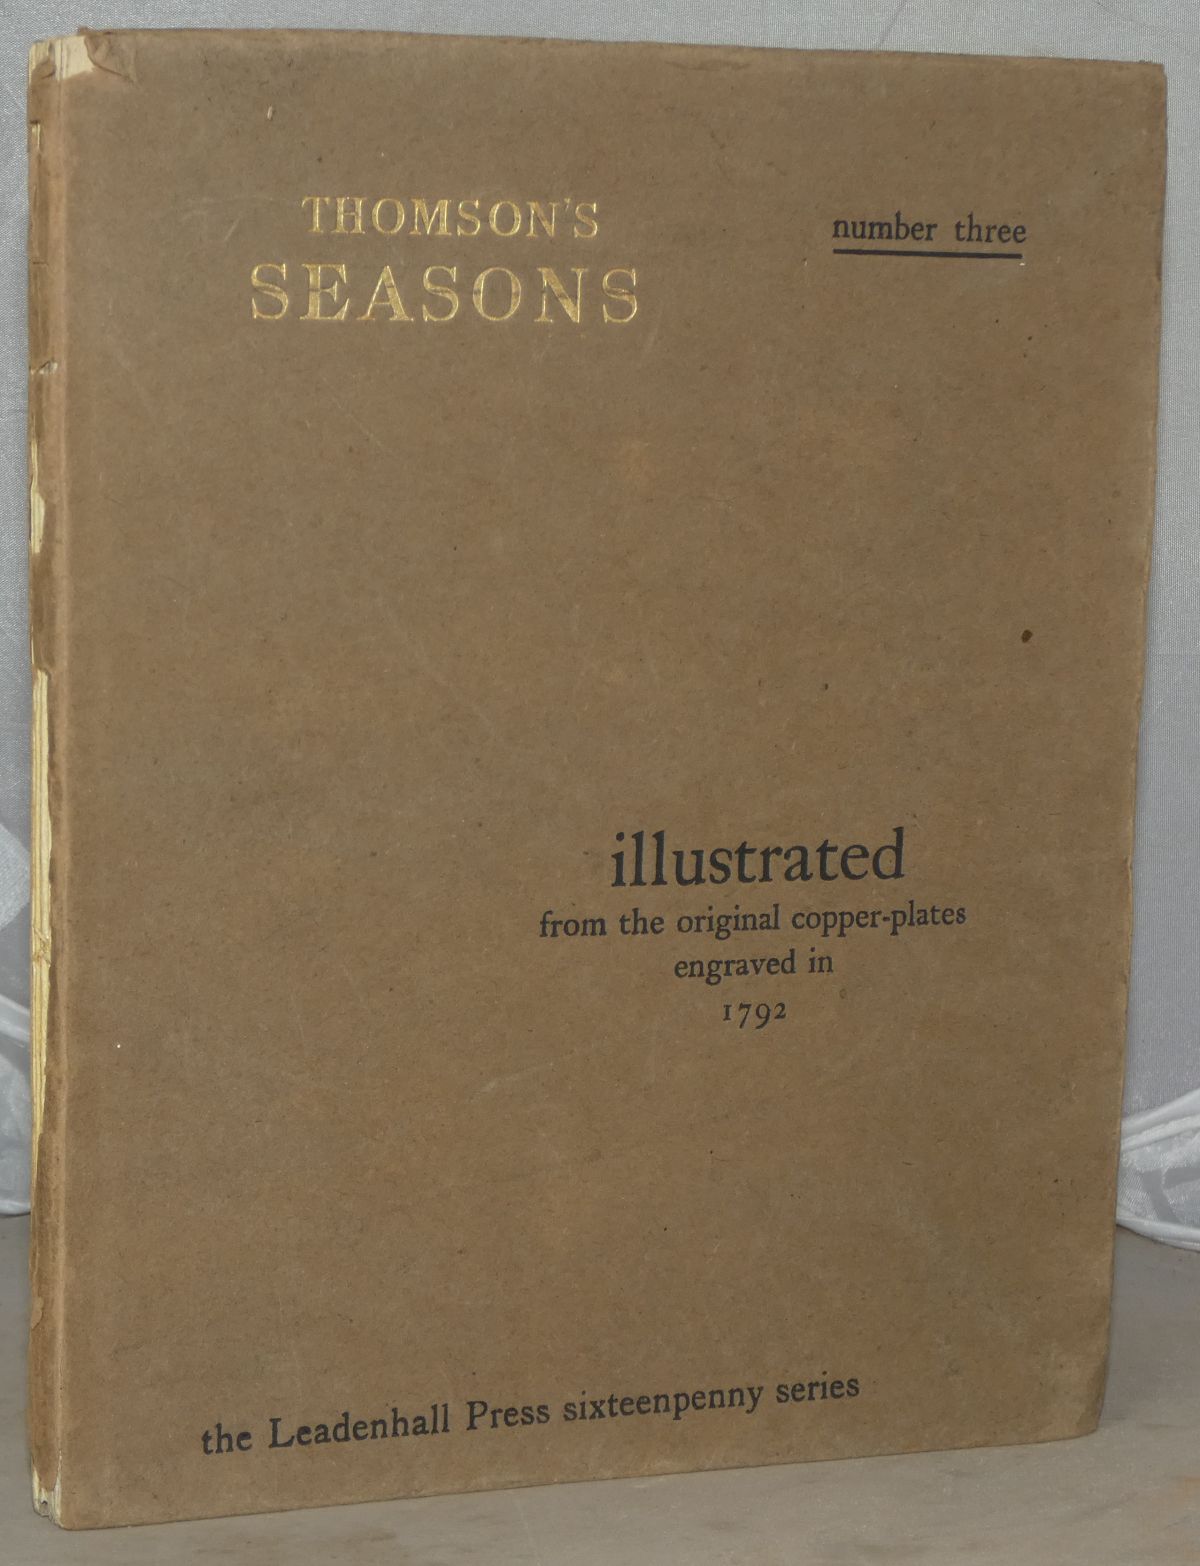 THOMSON'S
SEASONS
number three
illustrated
from the original copper-plates
engraved in
1792
the Leadenhall Press sixteenpenny series